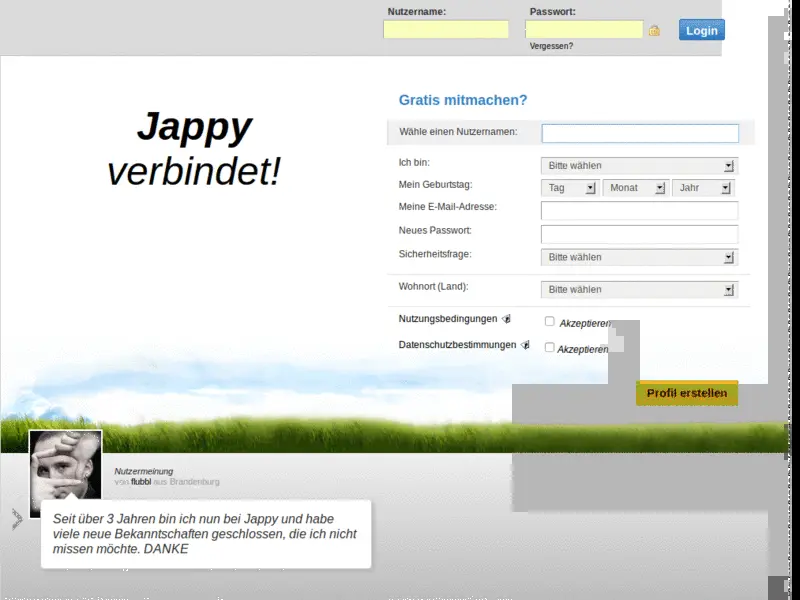 Nutzername:
Passwort:
Login
Vergessen?
Jappy
verbindet!
Gratis mitmachen?
Wähle einen Nutzernamen:
Ich bin:
Bitte wählen
Mein Geburtstag:
Tag
Monat
Jahr
Meine E-Mail-Adresse:
Neues Passwort:
Sicherheitsfrage:
Bitte wählen
Wohnort (Land):
Bitte wählen
Nutzungsbedingungen
Akzeptieren
Datenschutzbestimmungen
Akzeptieren
Profil erstellen
Nutzermeinung
von flubbl aus Brandenburg
Seit über 3 Jahren bin ich nun bei Jappy und habe
viele neue Bekanntschaften geschlossen, die ich nicht
missen möchte. DANKE